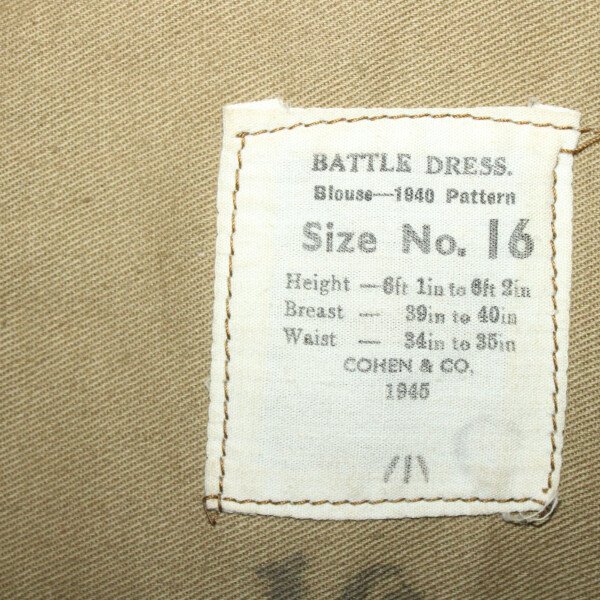 BATTLE DRESS.
Blouse—1940 Pattern
Size No. 16
Height — 6ft 1in to 6ft 2in
Breast — 39in to 40in
Waist — 34in to 35in
COHEN & CO.
1945